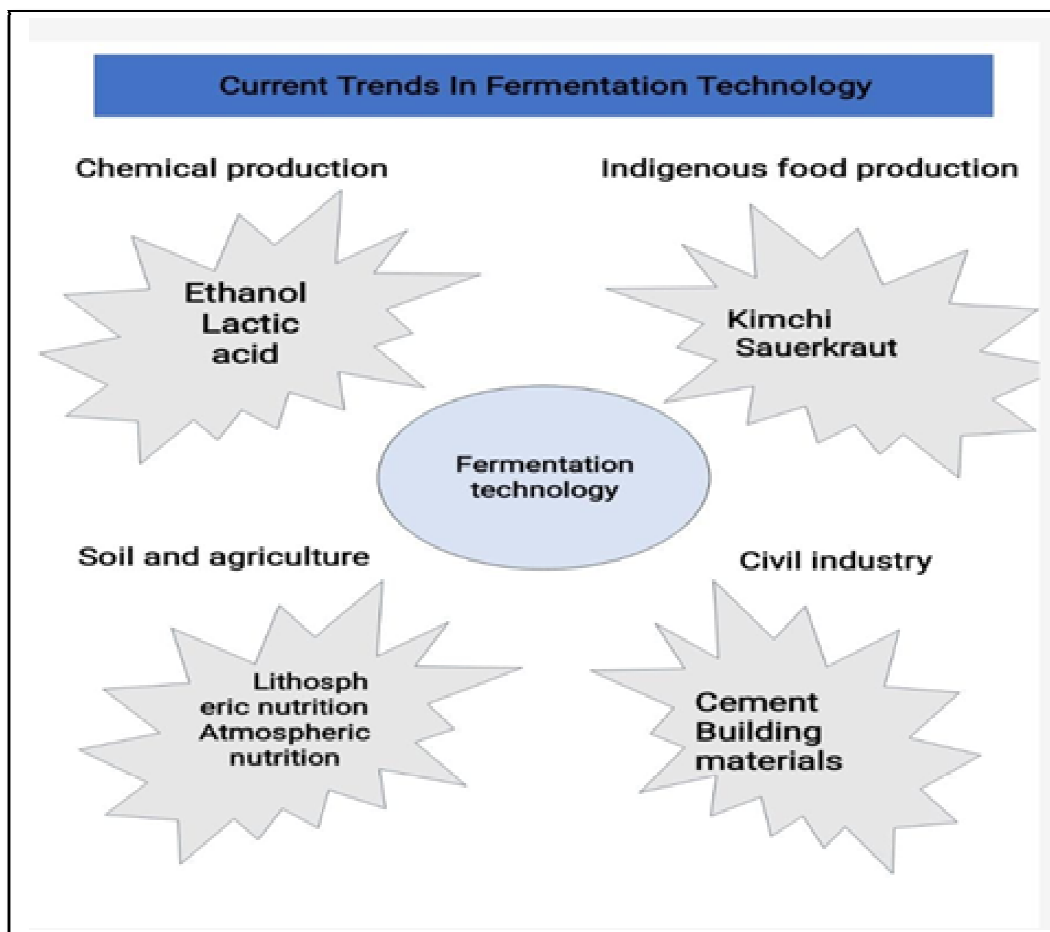 Current Trends In Fermentation Technology
Chemical production
Indigenous food production
Ethanol
Lactic
acid
Kimchi
Sauerkraut
Fermentation
technology
Soil and agriculture
Civil industry
Lithosph
eric nutrition
Atmospheric
nutrition
Cement
Building
materials